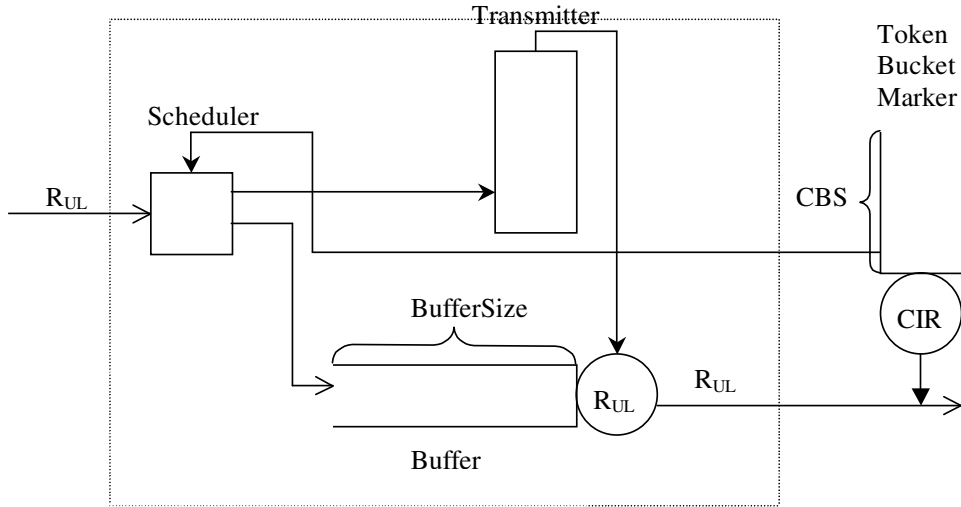 Transmitter
Token
Bucket
Marker
Scheduler
R_UL
CBS
BufferSize
CIR
R_UL
R_UL
Buffer